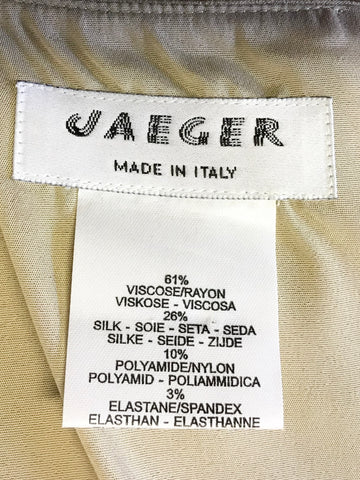 JAEGER
MADE IN ITALY
61%
VISCOSE/RAYON
VISKOSE - VISCOSA
26%
SILK - SOIE - SETA - SEDA
SILKE - SEIDE - ZIJDE
10%
POLYAMIDE/NYLON
POLYAMID - POLIAMMIDICA
3%
ELASTANE/SPANDEX
ELASTHAN - ELASTHANNE